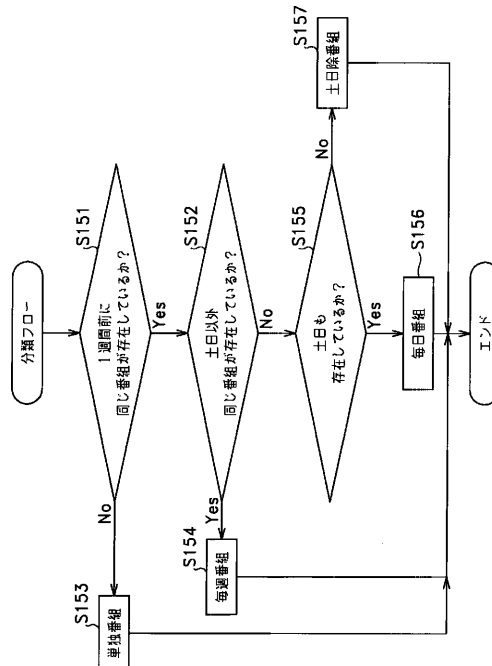 分類フロー
S151
1週間前に
同じ番組が存在しているか?
No
Yes
S153
単独番組
S152
土日以外
同じ番組が存在しているか?
Yes
No
S154
毎週番組
S155
土日も
存在しているか?
No
Yes
S157
土日除番組
S156
毎日番組
エンド